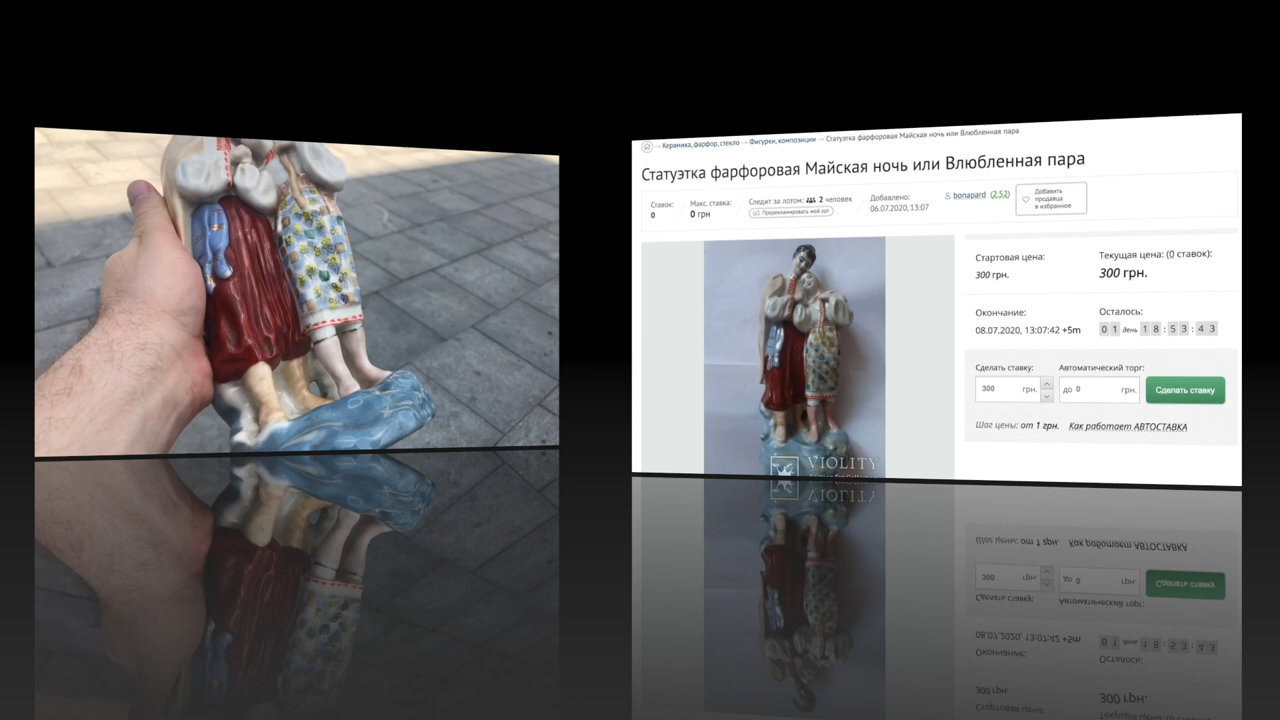 → Керамика, фарфор, стекло → Фигурки, композиции → Статуэтка фарфоровая Майская ночь или Влюбленная пара
Статуэтка фарфоровая Майская ночь или Влюбленная пара
Ставок:
0
Макс. ставка:
0 грн
Следит за лотом: 2 человек
Прорекламировать мой лот
Добавлено:
06.07.2020, 13:07
bonapard (252)
Добавить
продавца
в избранное
Стартовая цена:
300 грн.
Текущая цена: (0 ставок):
300 грн.
Окончание:
08.07.2020, 13:07:42 +5m
Осталось:
01 день 18:53:43
Сделать ставку:
300 грн.
Автоматический торг:
до 0 грн.
Сделать ставку
Шаг цены: от 1 грн. Как работает АВТОСТАВКА
VIOLITY